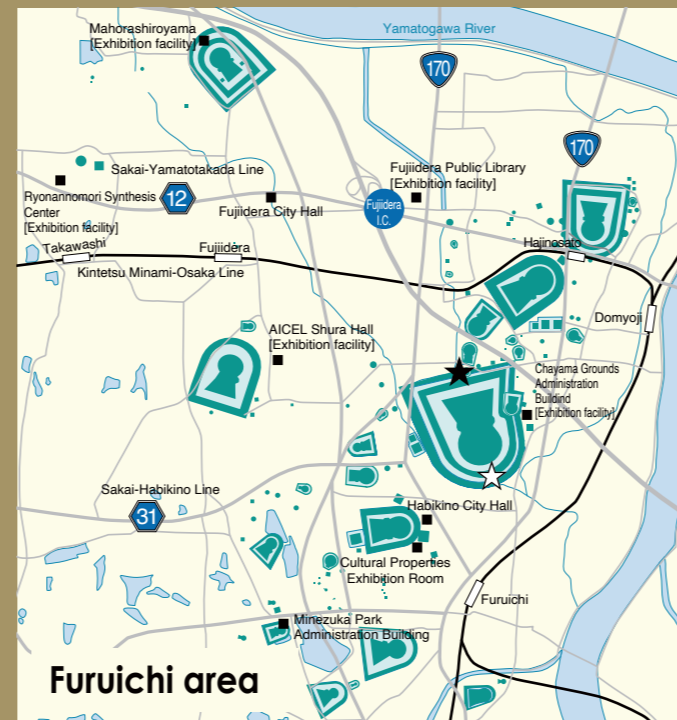 Mahorashiroyama
[Exhibition facility]
Yamatogawa River
170
170
Sakai-Yamatotakada Line
12
Ryonannomori Synthesis
Center
[Exhibition facility]
Fujiidera City Hall
Fujiidera Public Library
[Exhibition facility]
Fujiidera
I.C.
Takawashi
Fujiidera
Kintetsu Minami-Osaka Line
Hajinosato
Domyoji
AICEL Shura Hall
[Exhibition facility]
Chayama Grounds
Administration
Buildind
[Exhibition facility]
Sakai-Habikino Line
31
Habikino City Hall
Cultural Properties
Exhibition Room
Furuichi
Minezuka Park
Administration Building
Furuichi area